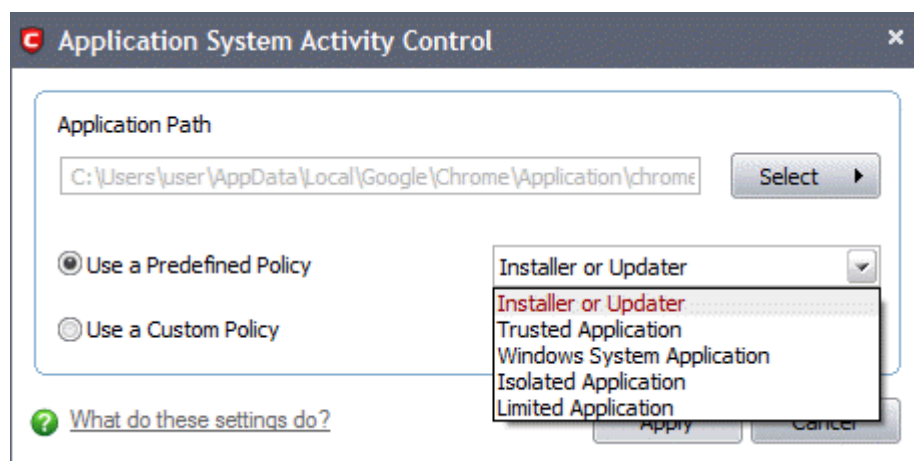 Application System Activity Control
Application Path
C:\Users\user\AppData\Local\Google\Chrome\Application\chrome
Select
Use a Predefined Policy
Installer or Updater
Installer or Updater
Trusted Application
Use a Custom Policy
Windows System Application
Isolated Application
Limited Application
What do these settings do?
Apply
Cancel